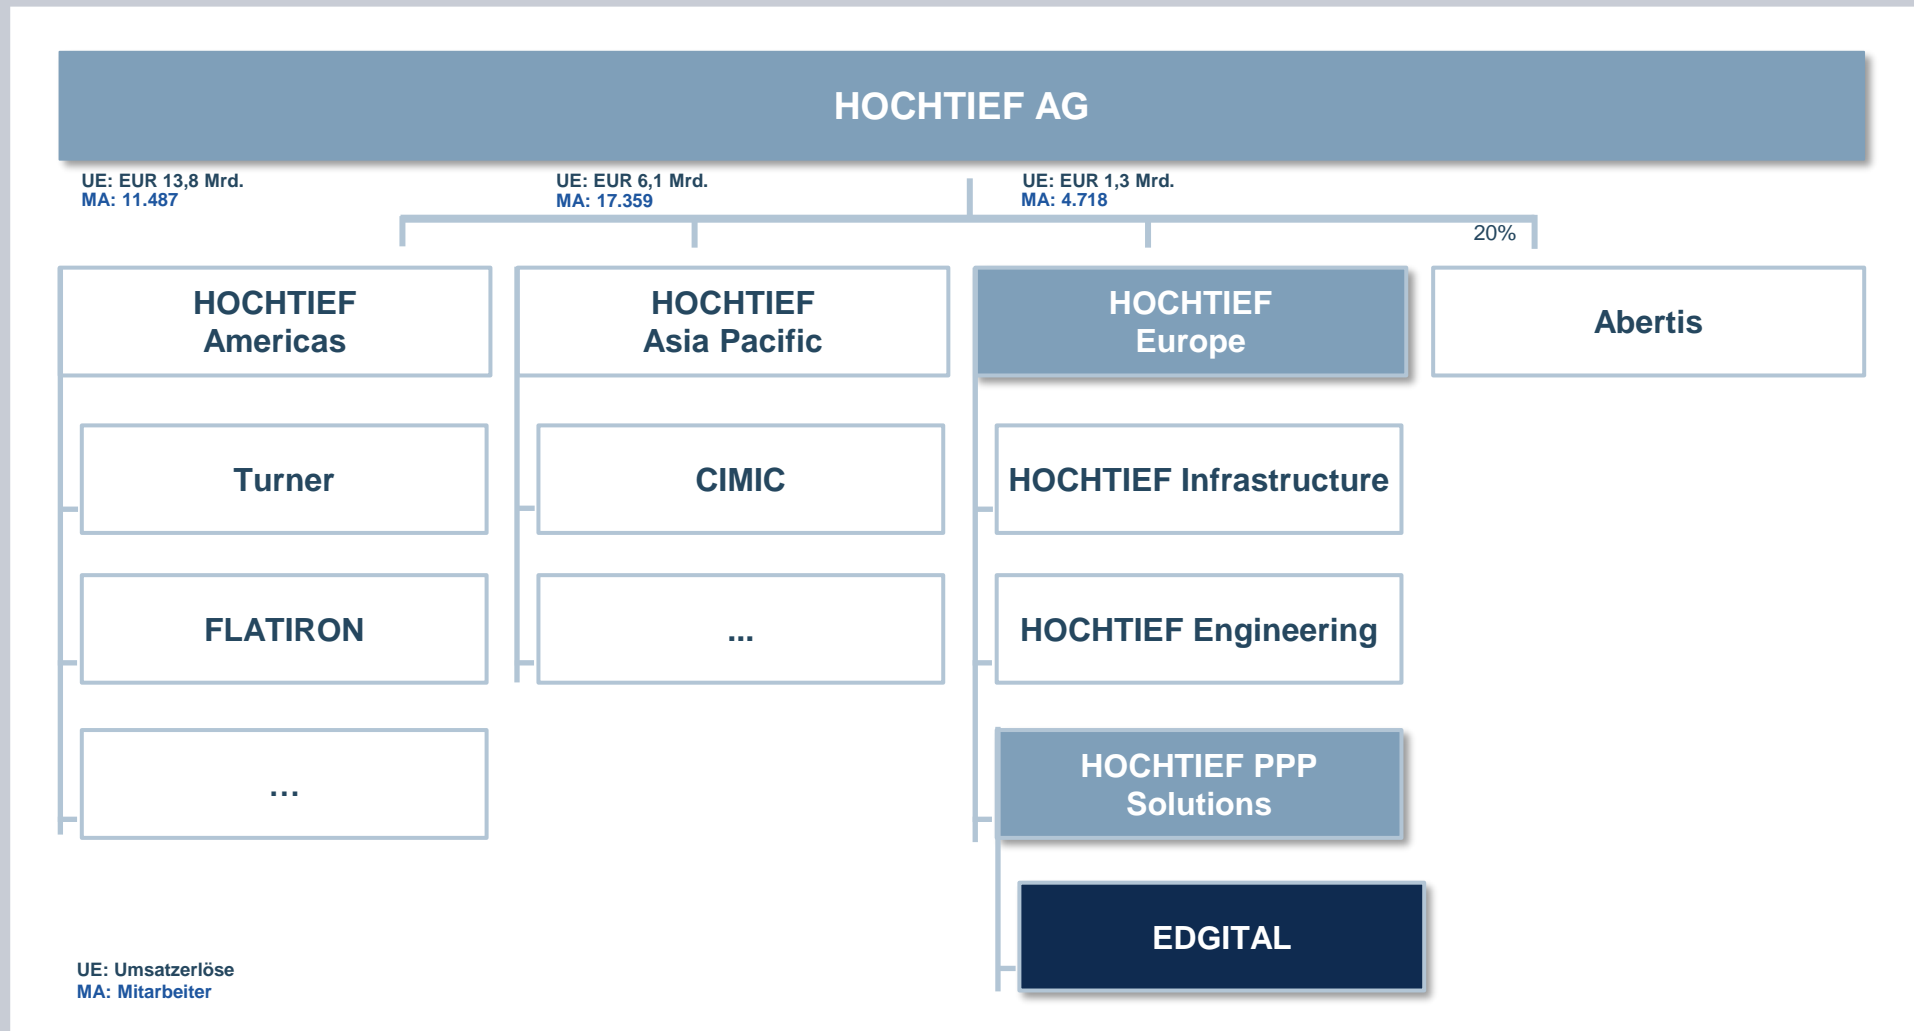 HOCHTIEF AG
UE: EUR 13,8 Mrd.
MA: 11.487
UE: EUR 6,1 Mrd.
MA: 17.359
UE: EUR 1,3 Mrd.
MA: 4.718
20%
HOCHTIEF
Americas
HOCHTIEF
Asia Pacific
HOCHTIEF
Europe
Abertis
Turner
CIMIC
HOCHTIEF Infrastructure
FLATIRON
...
HOCHTIEF Engineering
...
HOCHTIEF PPP
Solutions
EDGITAL
UE: Umsatzerlöse
MA: Mitarbeiter